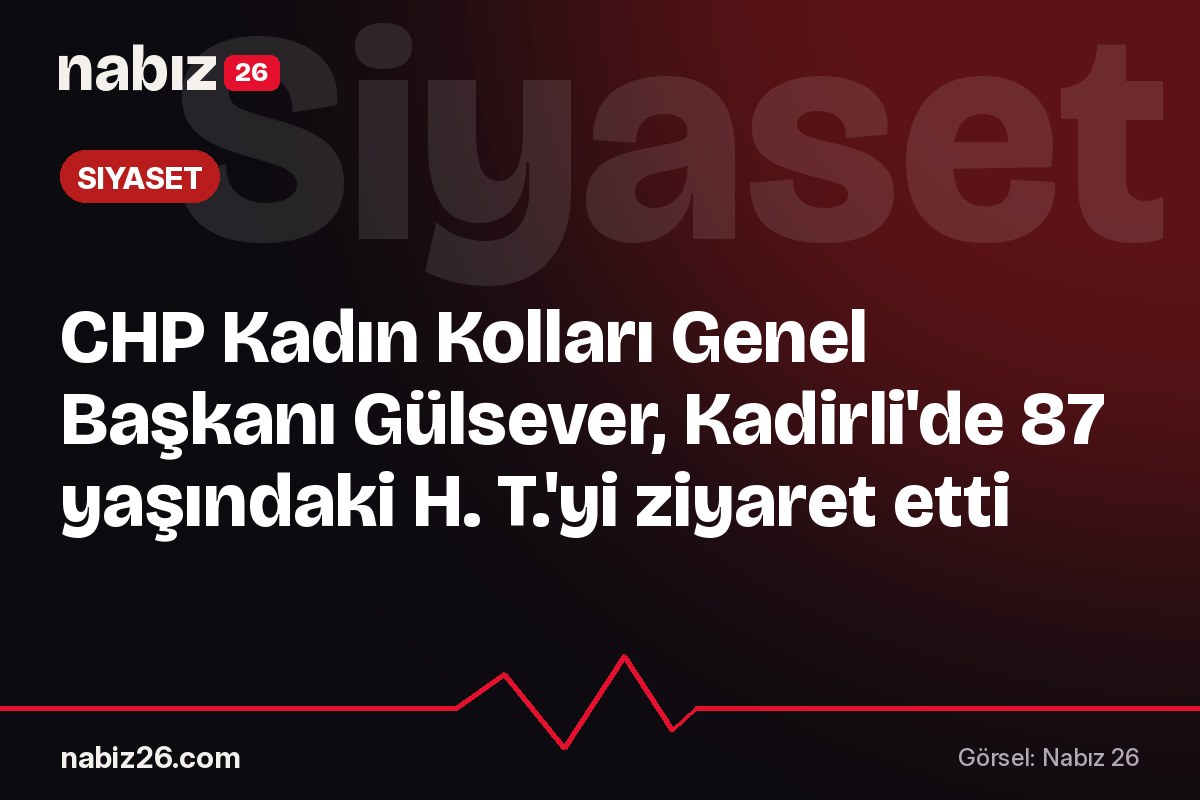 nabız 26
Siyaset
SIYASET
CHP Kadın Kolları Genel
Başkanı Gülsever, Kadirli'de 87
yaşındaki H. T.'yi ziyaret etti
nabiz26.com
Görsel: Nabız 26